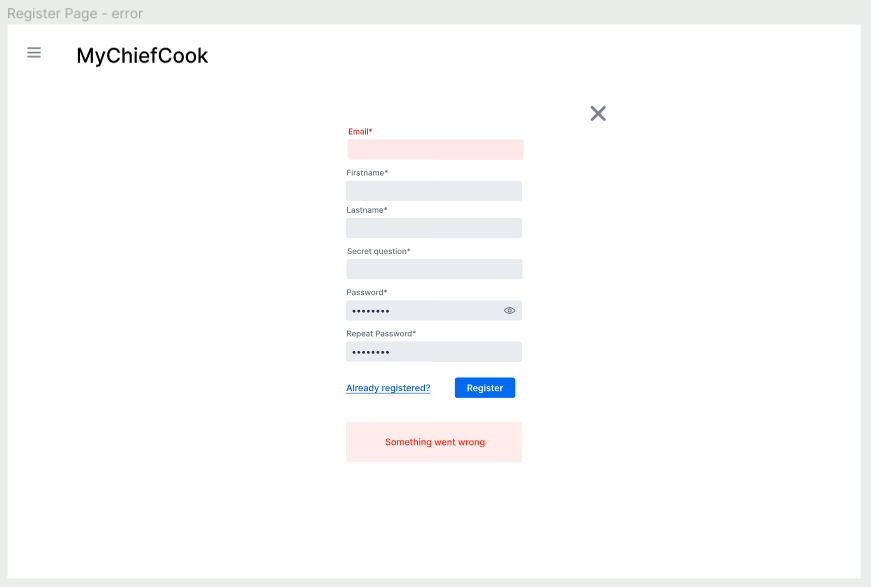 Register Page - error
MyChiefCook
Email*
Firstname*
Lastname*
Secret question*
Password*
••••••••
Repeat Password*
••••••••
Already registered?
Register
Something went wrong